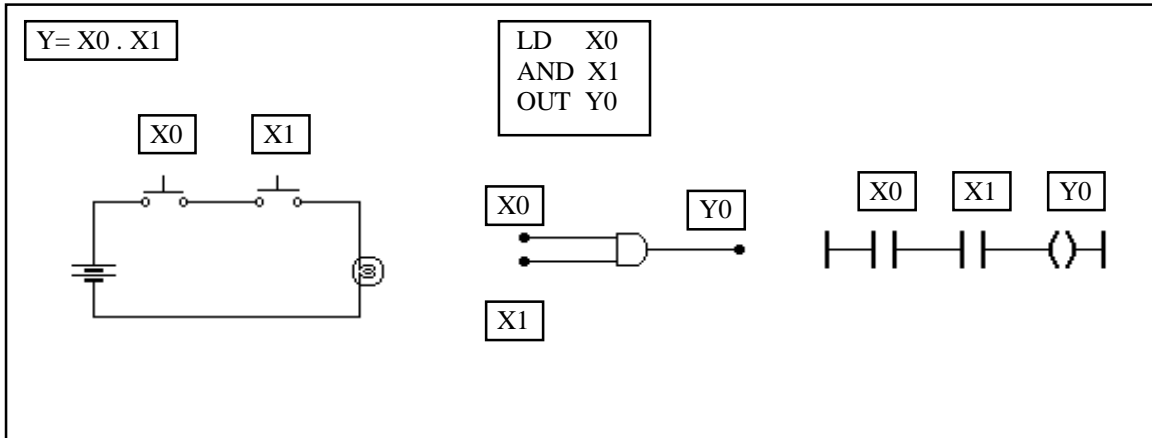 Y= X0 . X1
LD X0
AND X1
OUT Y0
X0 X1
X0 Y0
X1
X0 X1 Y0